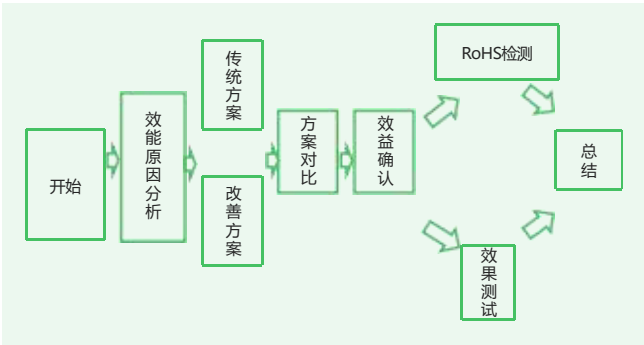 开始
效能原因分析
传统方案
改善方案
方案对比
效益确认
RoHS检测
效果测试
总结